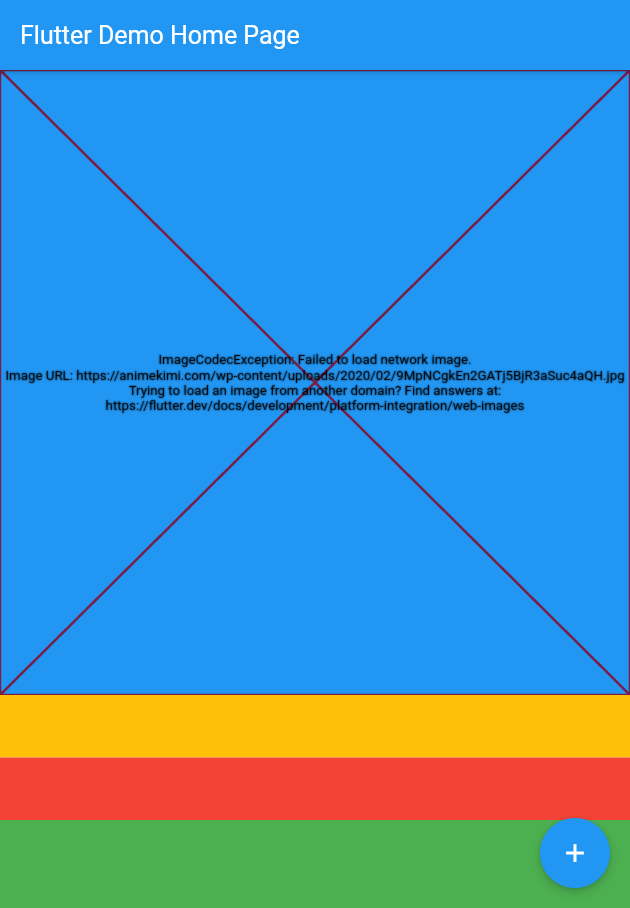 Flutter Demo Home Page
ImageCodecException: Failed to load network image.
Image URL: https://animekimi.com/wp-content/uploads/2020/02/9MpNCgkEn2GATj5BjR3aSuc4aQH.jpg
Trying to load an image from another domain? Find answers at:
https://flutter.dev/docs/development/platform-integration/web-images